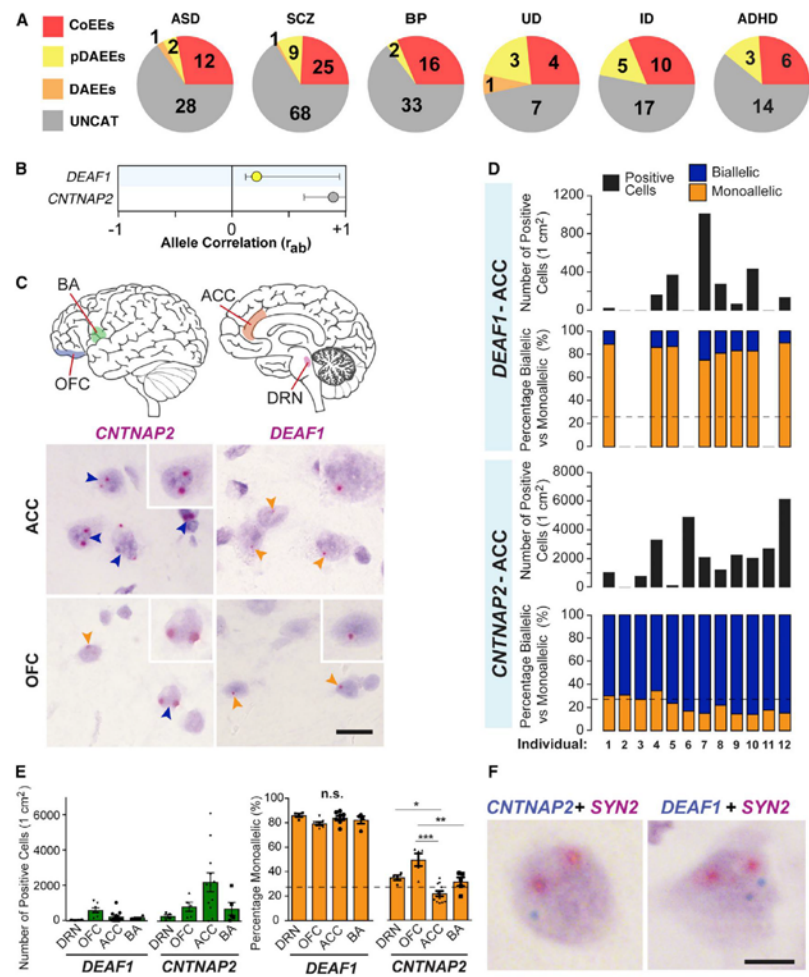 A
CoEEs
pDAEEs
DAEEs
UNCAT
ASD
1 2 12
28
SCZ
1 9 25
68
BP
2 16
33
UD
3 4
1
7
ID
5 10
17
ADHD
3 6
14
B
DEAF1
CNTNAP2
-1 0 +1
Allele Correlation (rab)
C
BA
OFC
ACC
DRN
CNTNAP2 DEAF1
ACC
OFC
D
Positive Cells
Biallelic
Monoallelic
DEAF1 - ACC
Number of Positive Cells (1 cm2)
1200
800
400
0
Percentage Biallelic vs Monoallelic (%)
100
80
60
40
20
0
CNTNAP2 - ACC
Number of Positive Cells (1 cm2)
8000
6000
4000
2000
0
Percentage Biallelic vs Monoallelic (%)
100
80
60
40
20
0
Individual: 1 2 3 4 5 6 7 8 9 10 11 12
E
Number of Positive Cells (1 cm2)
6000
4000
2000
0
DRN OFC ACC BA DRN OFC ACC BA
DEAF1 CNTNAP2
Percentage Monoallelic (%)
100
80
60
40
20
0
n.s.
*
**
***
DRN OFC ACC BA DRN OFC ACC BA
DEAF1 CNTNAP2
F
CNTNAP2 + SYN2
DEAF1 + SYN2